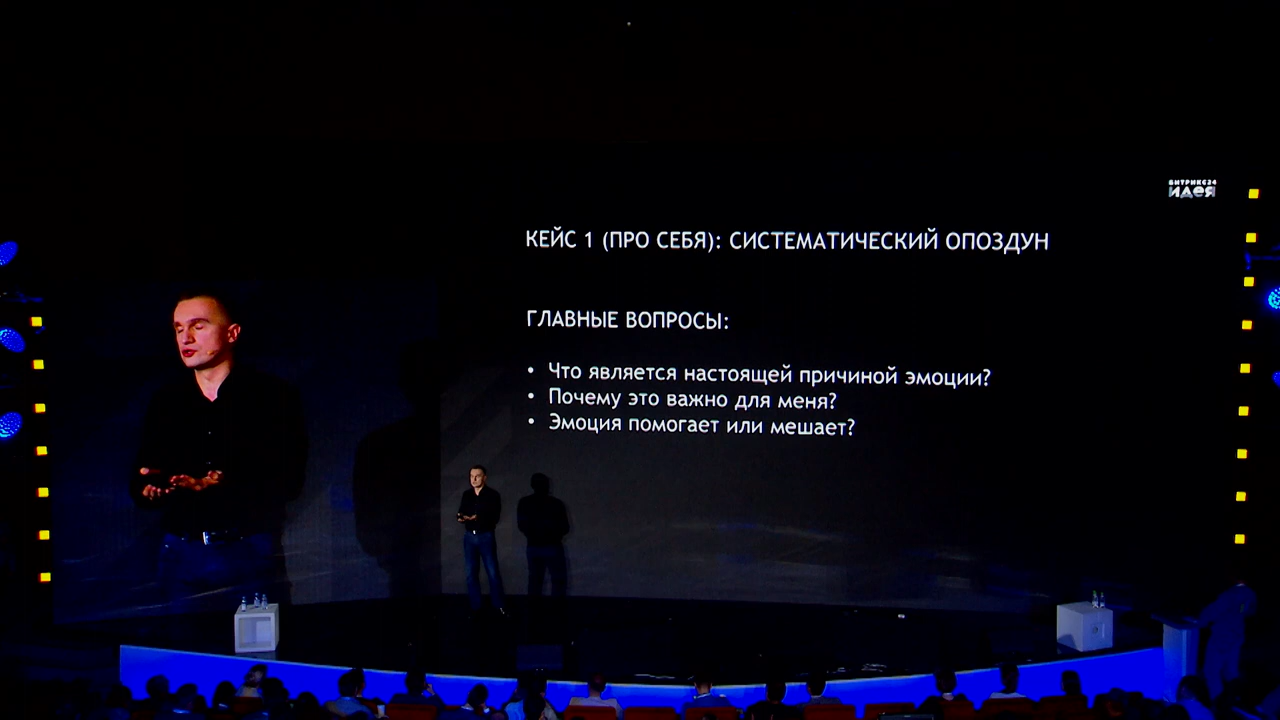 БИТРИКС24
идея
КЕЙС 1 (ПРО СЕБЯ): СИСТЕМАТИЧЕСКИЙ ОПОЗДУН
ГЛАВНЫЕ ВОПРОСЫ:
• Что является настоящей причиной эмоции?
• Почему это важно для меня?
• Эмоция помогает или мешает?